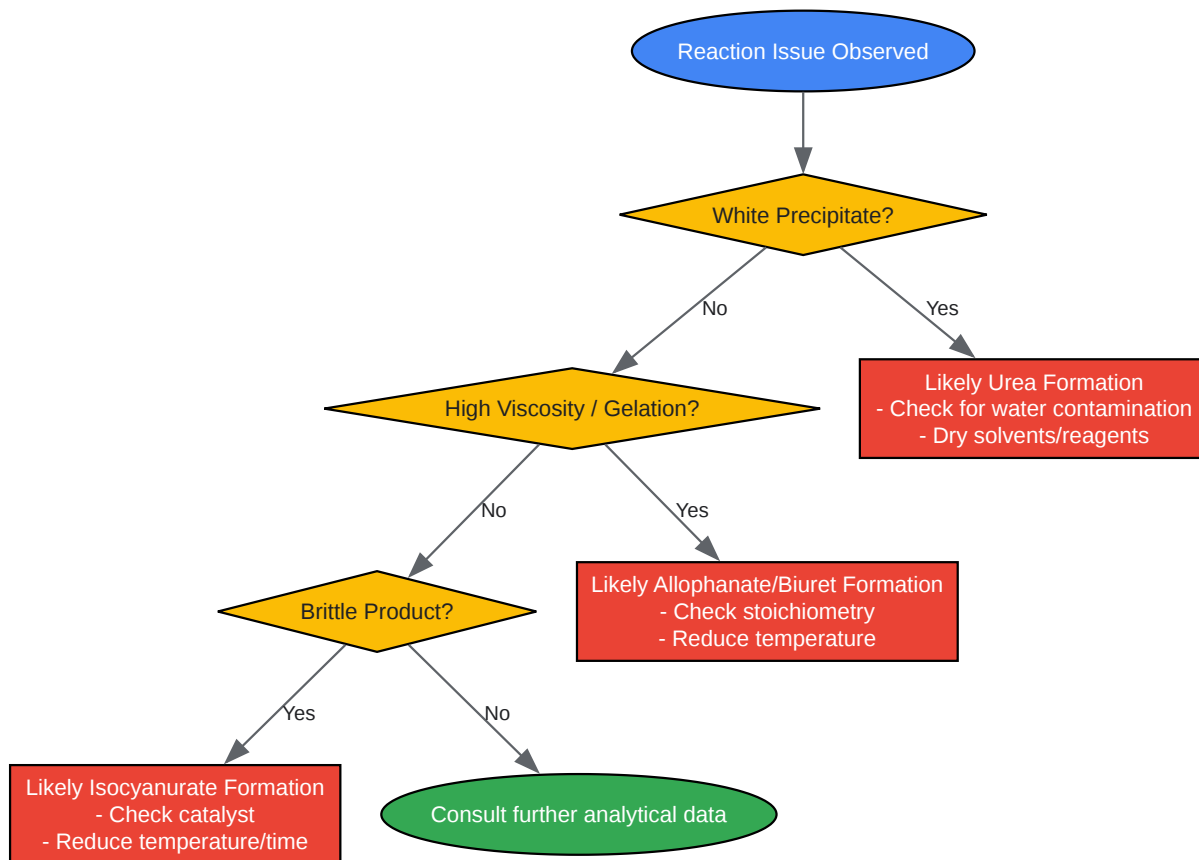 Reaction Issue Observed
White Precipitate?
No
Yes
Likely Urea Formation
- Check for water contamination
- Dry solvents/reagents
High Viscosity / Gelation?
No
Yes
Likely Allophanate/Biuret Formation
- Check stoichiometry
- Reduce temperature
Brittle Product?
Yes
No
Likely Isocyanurate Formation
- Check catalyst
- Reduce temperature/time
Consult further analytical data